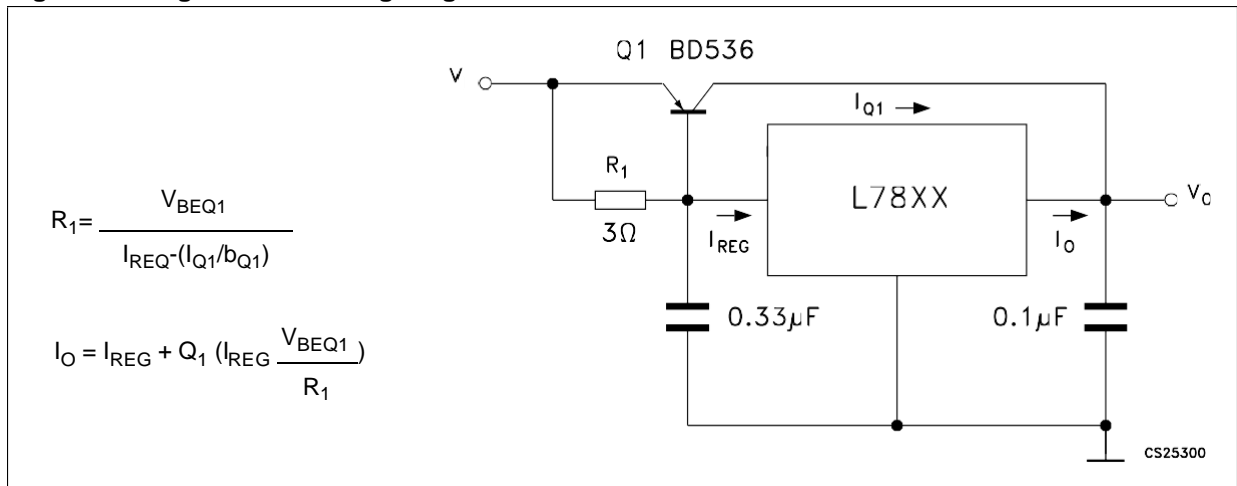 Q1 BD536
V
I_Q1
R1
L78XX
V_O
3Ω
I_REG
I_O
0.33µF
0.1µF
CS25300
R1= V_BEQ1 / I_REQ-(I_Q1/b_Q1)
I_O = I_REG + Q1 (I_REG V_BEQ1 / R1)